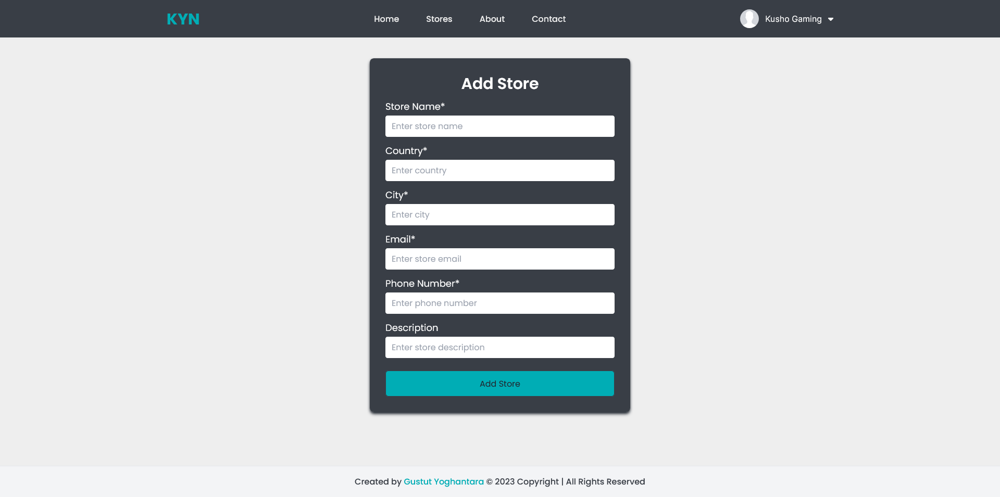 KYN
Home
Stores
About
Contact
Kusho Gaming
Add Store
Store Name*
Enter store name
Country*
Enter country
City*
Enter city
Email*
Enter store email
Phone Number*
Enter phone number
Description
Enter store description
Add Store
Created by Gustut Yoghantara © 2023 Copyright | All Rights Reserved